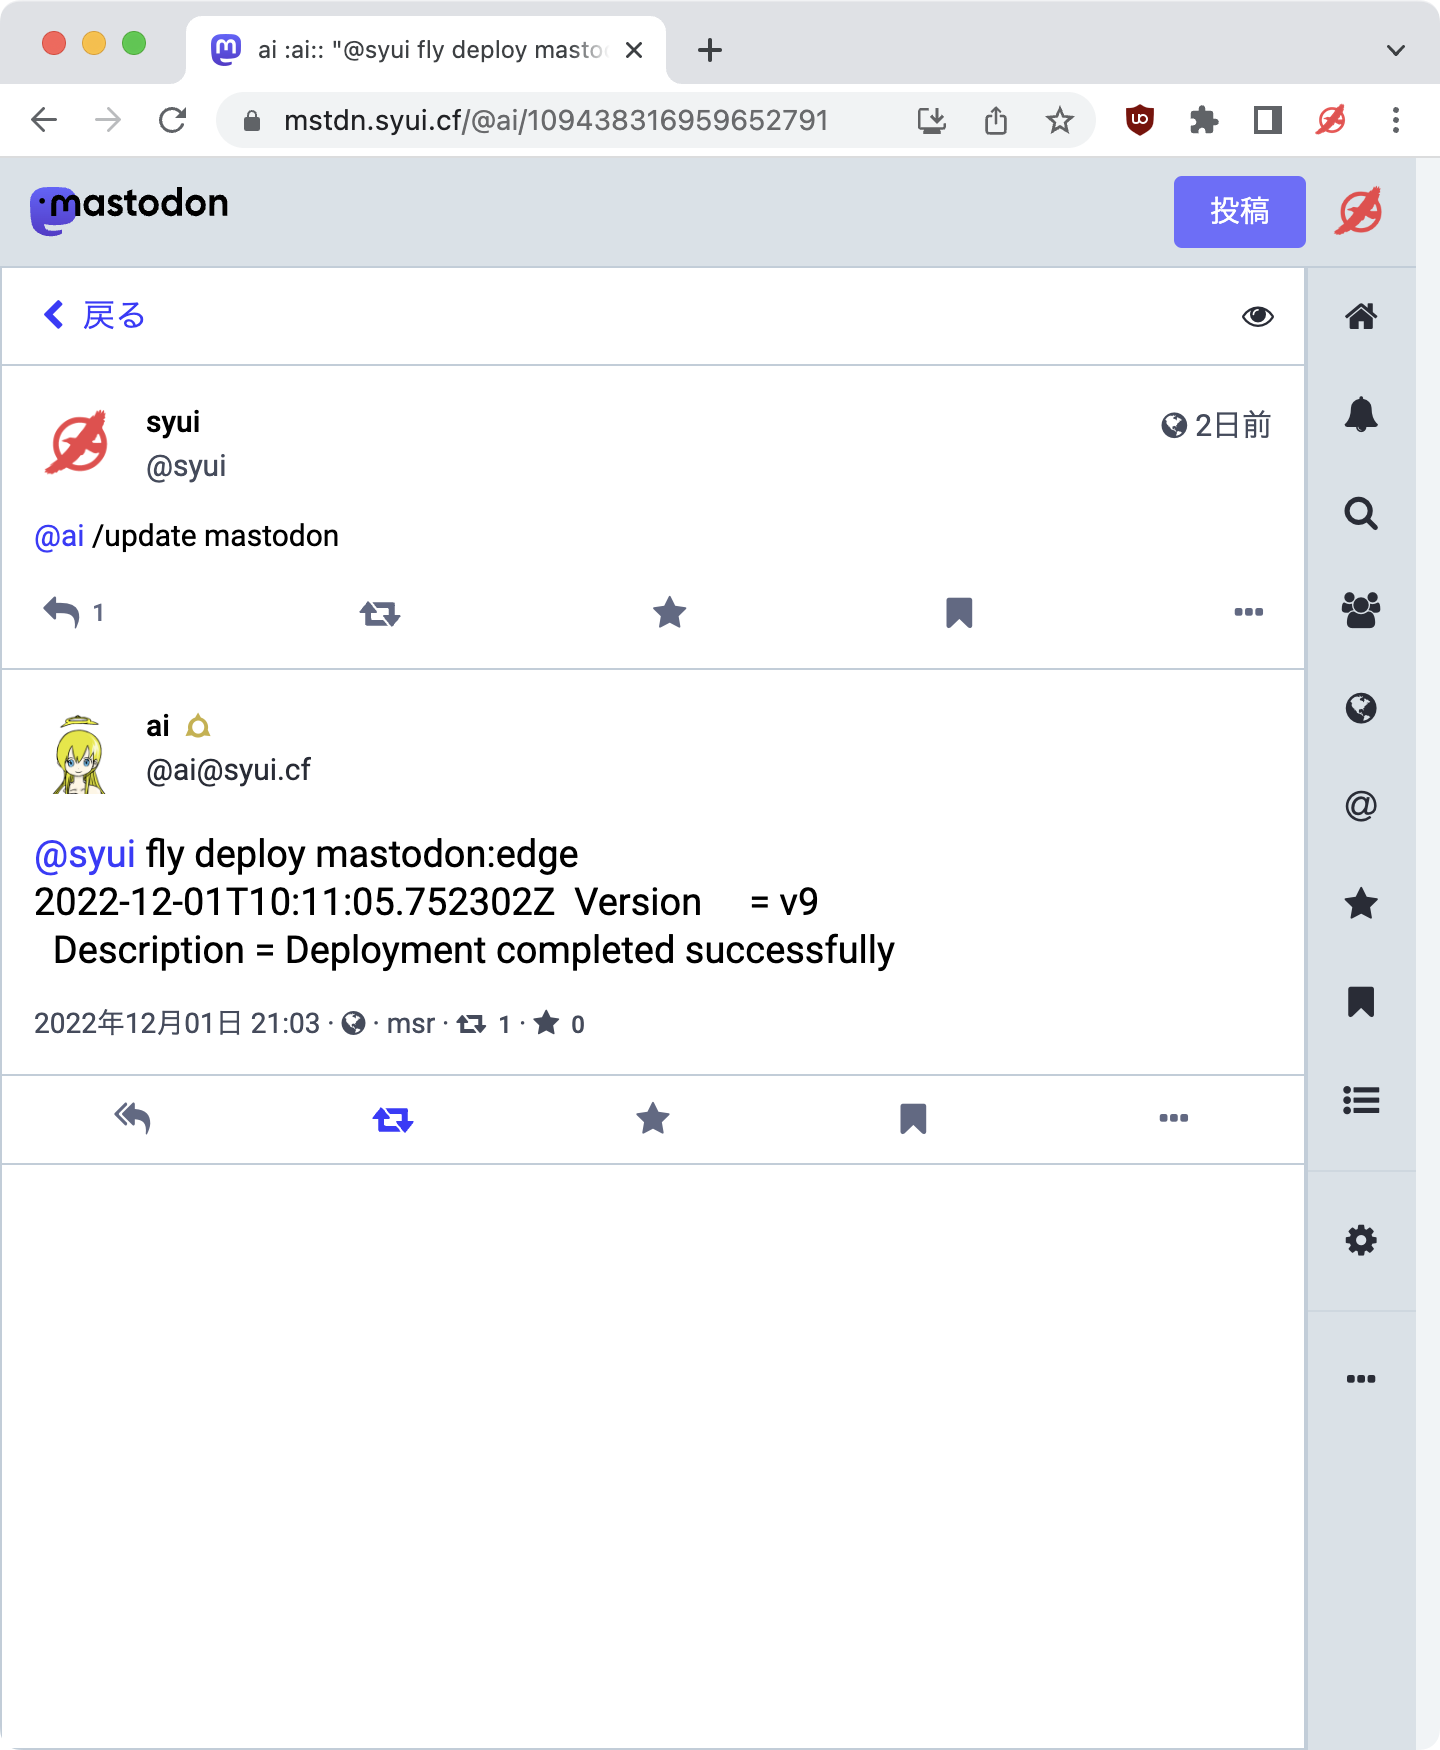 ai :ai:: "@syui fly deploy masto
mstdn.syui.cf/@ai/109438316959652791
mastodon
投稿
戻る
syui
2日前
@syui
@ai /update mastodon
1
ai
@ai@syui.cf
@syui fly deploy mastodon:edge
2022-12-01T10:11:05.752302Z Version = v9
Description = Deployment completed successfully
2022年12月01日 21:03 · · msr · 1 · 0